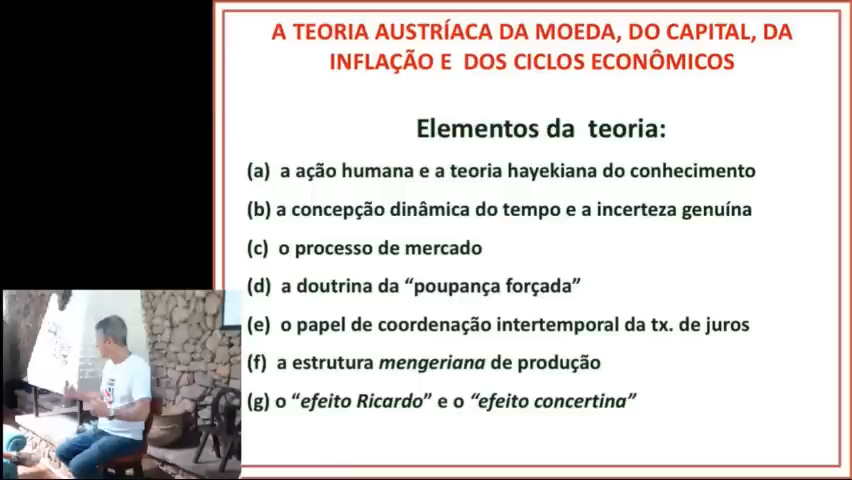 A TEORIA AUSTRÍACA DA MOEDA, DO CAPITAL, DA
INFLAÇÃO E DOS CICLOS ECONÔMICOS
Elementos da teoria:
(a) a ação humana e a teoria hayekiana do conhecimento
(b) a concepção dinâmica do tempo e a incerteza genuína
(c) o processo de mercado
(d) a doutrina da “poupança forçada”
(e) o papel de coordenação intertemporal da tx. de juros
(f) a estrutura mengeriana de produção
(g) o “efeito Ricardo” e o “efeito concertina”